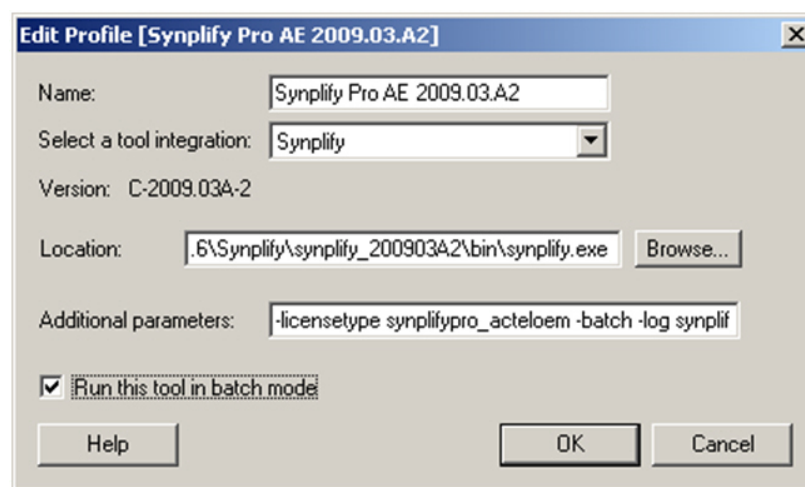 Edit Profile [Synplify Pro AE 2009.03.A2]
Name: Synplify Pro AE 2009.03.A2
Select a tool integration: Synplify
Version: C-2009.03A-2
Location: .6\Synplify\synplify_200903A2\bin\synplify.exe Browse...
Additional parameters: -licensetype synplifypro_acteloem -batch -log synplif
Run this tool in batch mode
Help OK Cancel